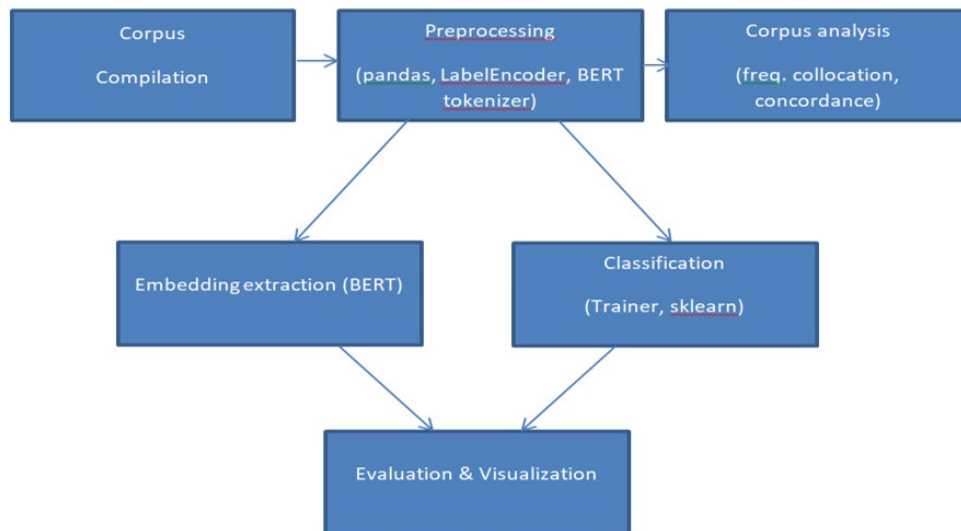 Corpus
Compilation
Preprocessing
(pandas, LabelEncoder, BERT
tokenizer)
Corpus analysis
(freq. collocation,
concordance)
Embedding extraction (BERT)
Classification
(Trainer, sklearn)
Evaluation & Visualization